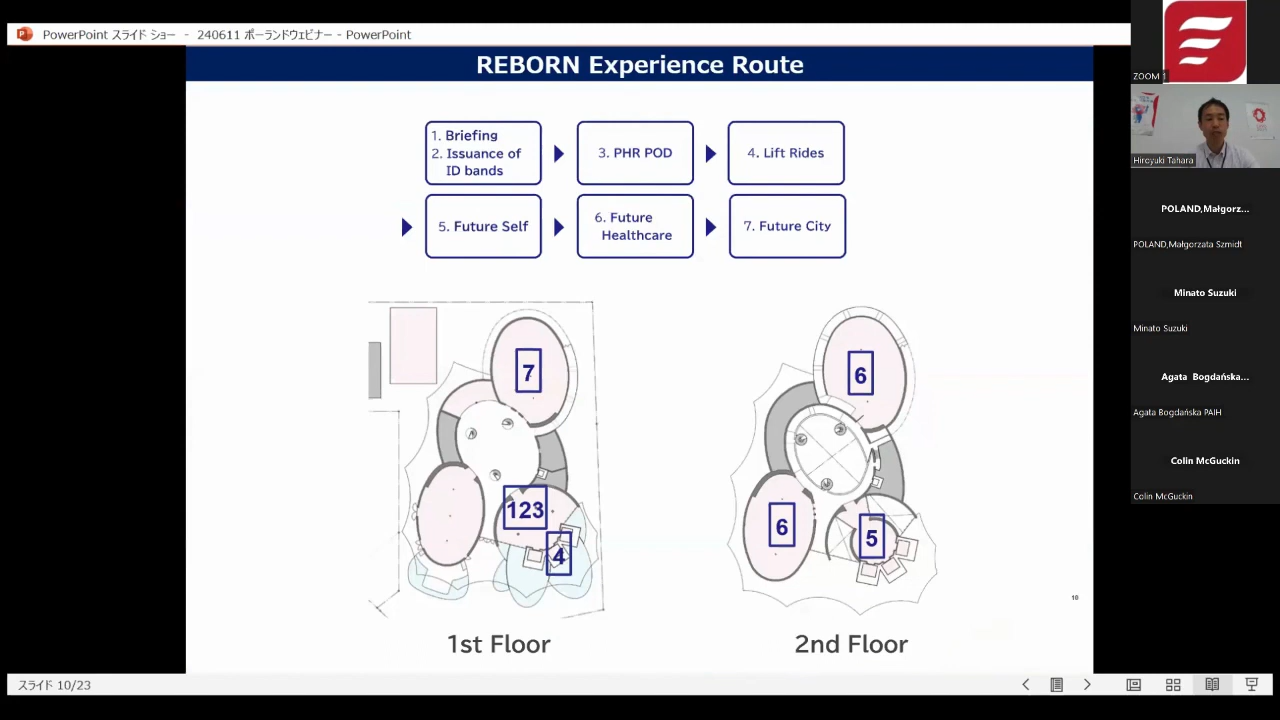 PowerPoint スライド ショー - 240611 ポーランドウェビナー - PowerPoint
REBORN Experience Route
1. Briefing
2. Issuance of
ID bands
3. PHR POD
4. Lift Rides
5. Future Self
6. Future
Healthcare
7. Future City
7
123
4
6
6
5
10
1st Floor
2nd Floor
スライド 10/23
ZOOM 1
Hiroyuki Tahara
POLAND,Małgorz...
POLAND,Małgorzata Szmidt
Minato Suzuki
Minato Suzuki
Agata Bogdańska...
Agata Bogdańska PAIH
Colin McGuckin
Colin McGuckin